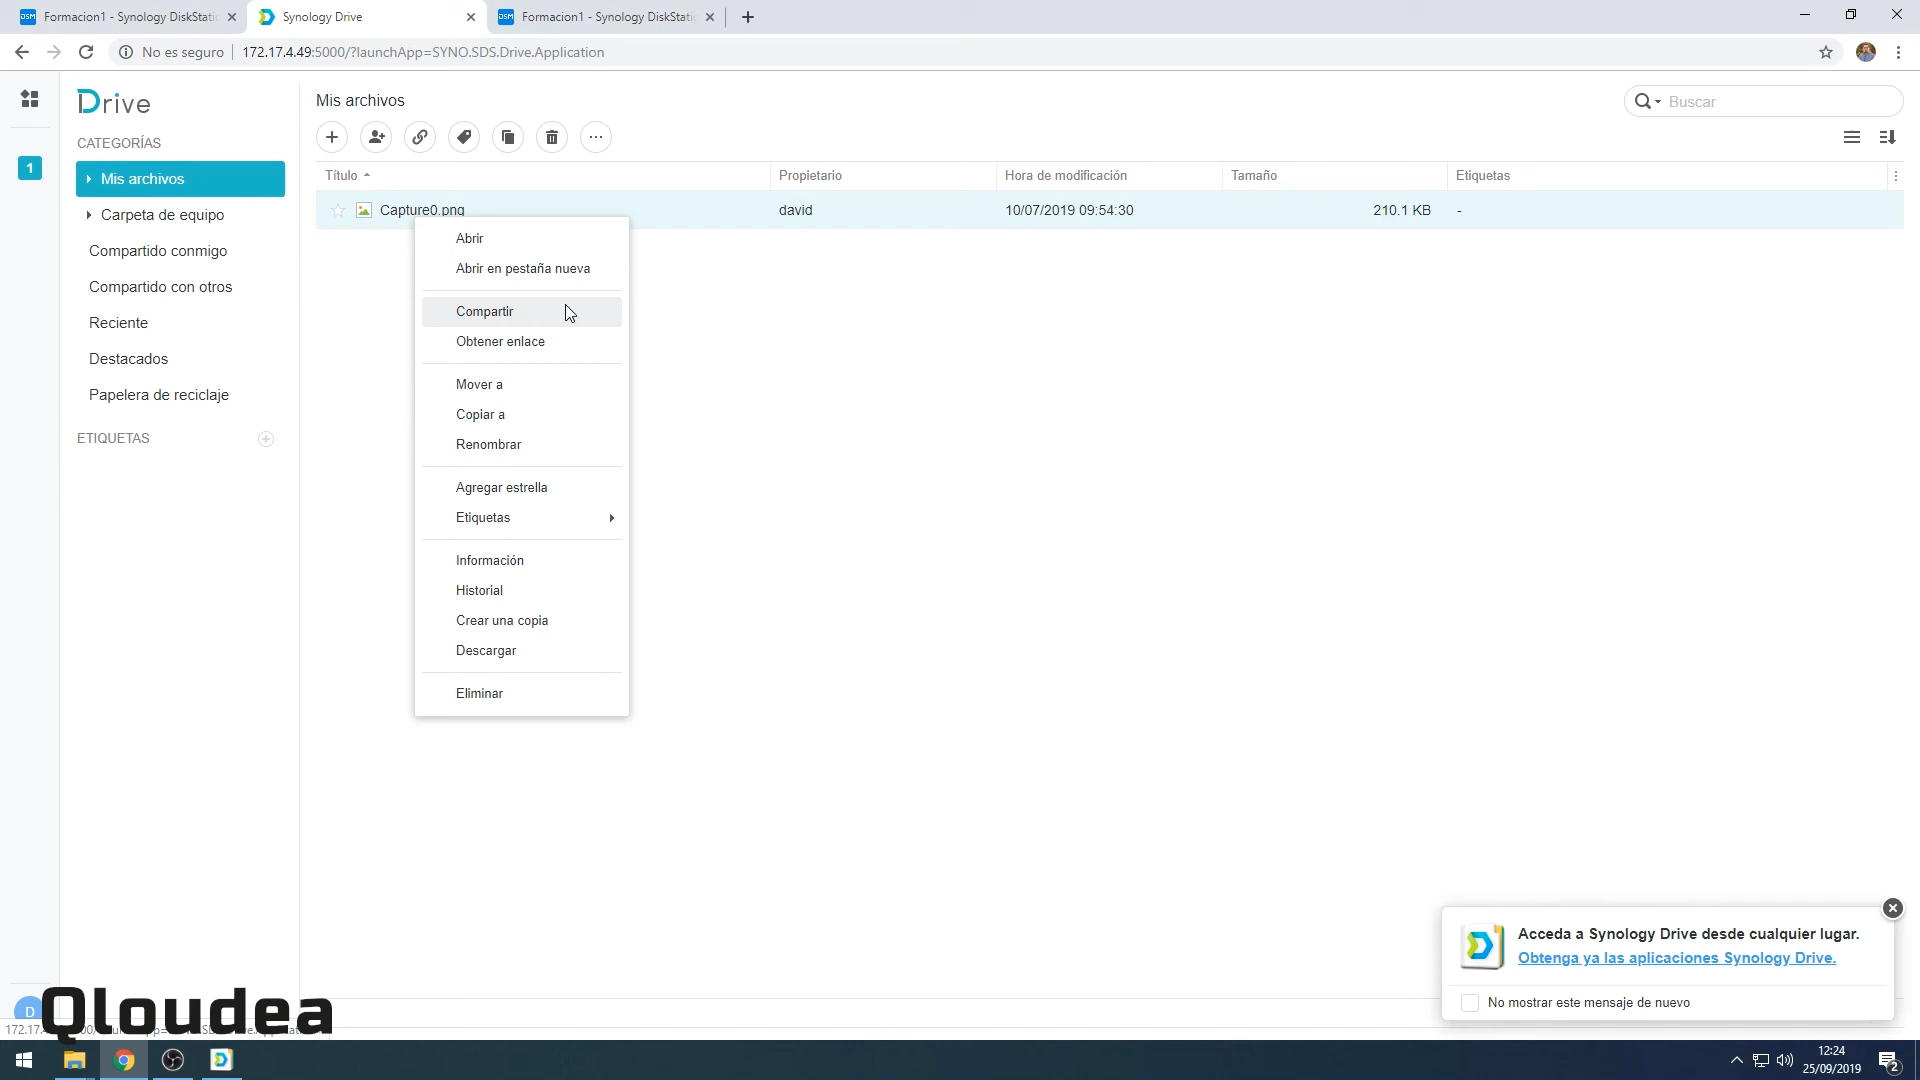 Formacion1 - Synology DiskStati
Synology Drive
Formacion1 - Synology DiskStati
No es seguro
172.17.4.49:5000/?launchApp=SYNO.SDS.Drive.Application
Drive
Mis archivos
Buscar
CATEGORÍAS
1
Mis archivos
Carpeta de equipo
Compartido conmigo
Compartido con otros
Reciente
Destacados
Papelera de reciclaje
ETIQUETAS
Título
Propietario
Hora de modificación
Tamaño
Etiquetas
Capture0.png
david
10/07/2019 09:54:30
210.1 KB
-
Abrir
Abrir en pestaña nueva
Compartir
Obtener enlace
Mover a
Copiar a
Renombrar
Agregar estrella
Etiquetas
Información
Historial
Crear una copia
Descargar
Eliminar
Acceda a Synology Drive desde cualquier lugar.
Obtenga ya las aplicaciones Synology Drive.
No mostrar este mensaje de nuevo
D
Qloudea
12:24
25/09/2019
2